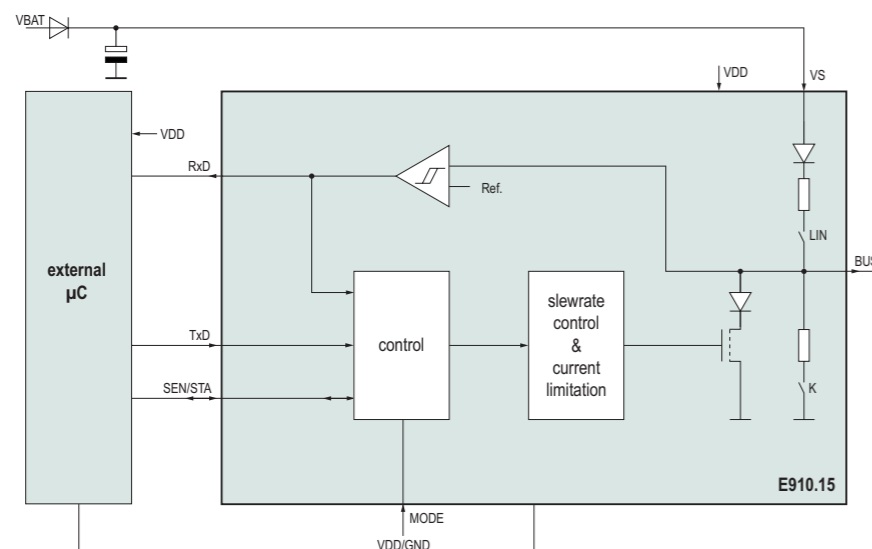 VBAT
VDD
VS
VDD
RxD
Ref.
LIN
BUS
external
µC
slewrate
control
&
current
limitation
TxD
control
SEN/STA
K
E910.15
MODE
VDD/GND